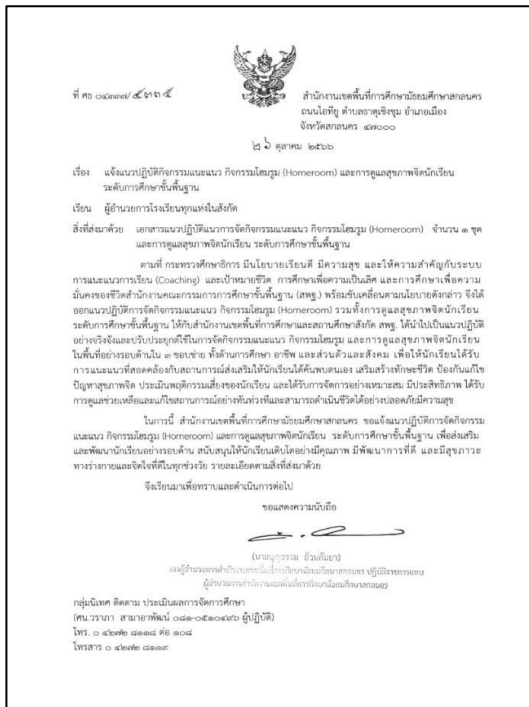 ที่ ศธ ๐๔๓๓๗/
สำนักงานเขตพื้นที่การศึกษามัธยมศึกษาสกลนคร
ถนนไอทียู ตำบลธาตุเชิงชุม อำเภอเมือง
จังหวัดสกลนคร ๔๗๐๐๐
๒๖ ตุลาคม ๒๕๖๖
เรื่อง แจ้งแนวปฏิบัติกิจกรรมแนะแนว กิจกรรมโฮมรูม (Homeroom) และการดูแลสุขภาพจิตนักเรียน
ระดับการศึกษาขั้นพื้นฐาน
เรียน ผู้อำนวยการโรงเรียนทุกแห่งในสังกัด
สิ่งที่ส่งมาด้วย เอกสารแนวปฏิบัติแนวการจัดกิจกรรมแนะแนว กิจกรรมโฮมรูม (Homeroom) จำนวน ๑ ชุด
และการดูแลสุขภาพจิตนักเรียน ระดับการศึกษาขั้นพื้นฐาน
ตามที่ กระทรวงศึกษาธิการ มีนโยบายเรียนดี มีความสุข และให้ความสำคัญกับระบบ
การแนะแนวการเรียน (Coaching) และเป้าหมายชีวิต การศึกษาเพื่อความเป็นเลิศ และการศึกษาเพื่อความ
มั่นคงของชีวิตสำนักงานคณะกรรมการการศึกษาขั้นพื้นฐาน (สพฐ.) พร้อมขับเคลื่อนตามนโยบายดังกล่าว จึงได้
ออกแนวปฏิบัติการจัดกิจกรรมแนะแนว กิจกรรมโฮมรูม (Homeroom) รวมทั้งการดูแลสุขภาพจิตนักเรียน
ระดับการศึกษาขั้นพื้นฐาน ให้กับสำนักงานเขตพื้นที่การศึกษาและสถานศึกษาสังกัด สพฐ. ได้นำไปเป็นแนวปฏิบัติ
อย่างจริงจังและปรับประยุกต์ใช้ในการจัดกิจกรรมแนะแนว กิจกรรมโฮมรูม และการดูแลสุขภาพจิตนักเรียน
ในพื้นที่อย่างรอบด้านใน ๓ ขอบข่าย ทั้งด้านการศึกษา อาชีพ และส่วนตัวและสังคม เพื่อให้นักเรียนได้รับ
การแนะแนวที่สอดคล้องกับสถานการณ์ส่งเสริมให้นักเรียนได้ค้นพบตนเอง เสริมสร้างทักษะชีวิต ป้องกันแก้ไข
ปัญหาสุขภาพจิต ประเมินพฤติกรรมเสี่ยงของนักเรียน และได้รับการจัดการอย่างเหมาะสม มีประสิทธิภาพ ได้รับ
การดูแลช่วยเหลือและแก้ไขสถานการณ์อย่างทันท่วงทีและสามารถดำเนินชีวิตได้อย่างปลอดภัยมีความสุข
ในการนี้ สำนักงานเขตพื้นที่การศึกษามัธยมศึกษาสกลนคร ขอแจ้งแนวปฏิบัติการจัดกิจกรรม
แนะแนว กิจกรรมโฮมรูม (Homeroom) และการดูแลสุขภาพจิตนักเรียน ระดับการศึกษาขั้นพื้นฐาน เพื่อส่งเสริม
และพัฒนานักเรียนอย่างรอบด้าน สนับสนุนให้นักเรียนเติบโตอย่างมีคุณภาพ มีพัฒนาการที่ดี และมีสุขภาวะ
ทางร่างกายและจิตใจที่ดีในทุกช่วงวัย รายละเอียดตามสิ่งที่ส่งมาด้วย
จึงเรียนมาเพื่อทราบและดำเนินการต่อไป
ขอแสดงความนับถือ
รองผู้อำนวยการสำนักงานเขตพื้นที่การศึกษามัธยมศึกษาสกลนคร ปฏิบัติราชการแทน
ผู้อำนวยการสำนักงานเขตพื้นที่การศึกษามัธยมศึกษาสกลนคร
กลุ่มนิเทศ ติดตาม ประเมินผลการจัดการศึกษา
(ศน.วราภา สามาอาพัฒน์ ๐๘๑-๐๕๑๐๔๙๖ ผู้ปฏิบัติ)
โทร. ๐ ๔๒๗๒ ๘๑๑๘ ต่อ ๑๐๘
โทรสาร ๐ ๔๒๗๒ ๘๑๑๙